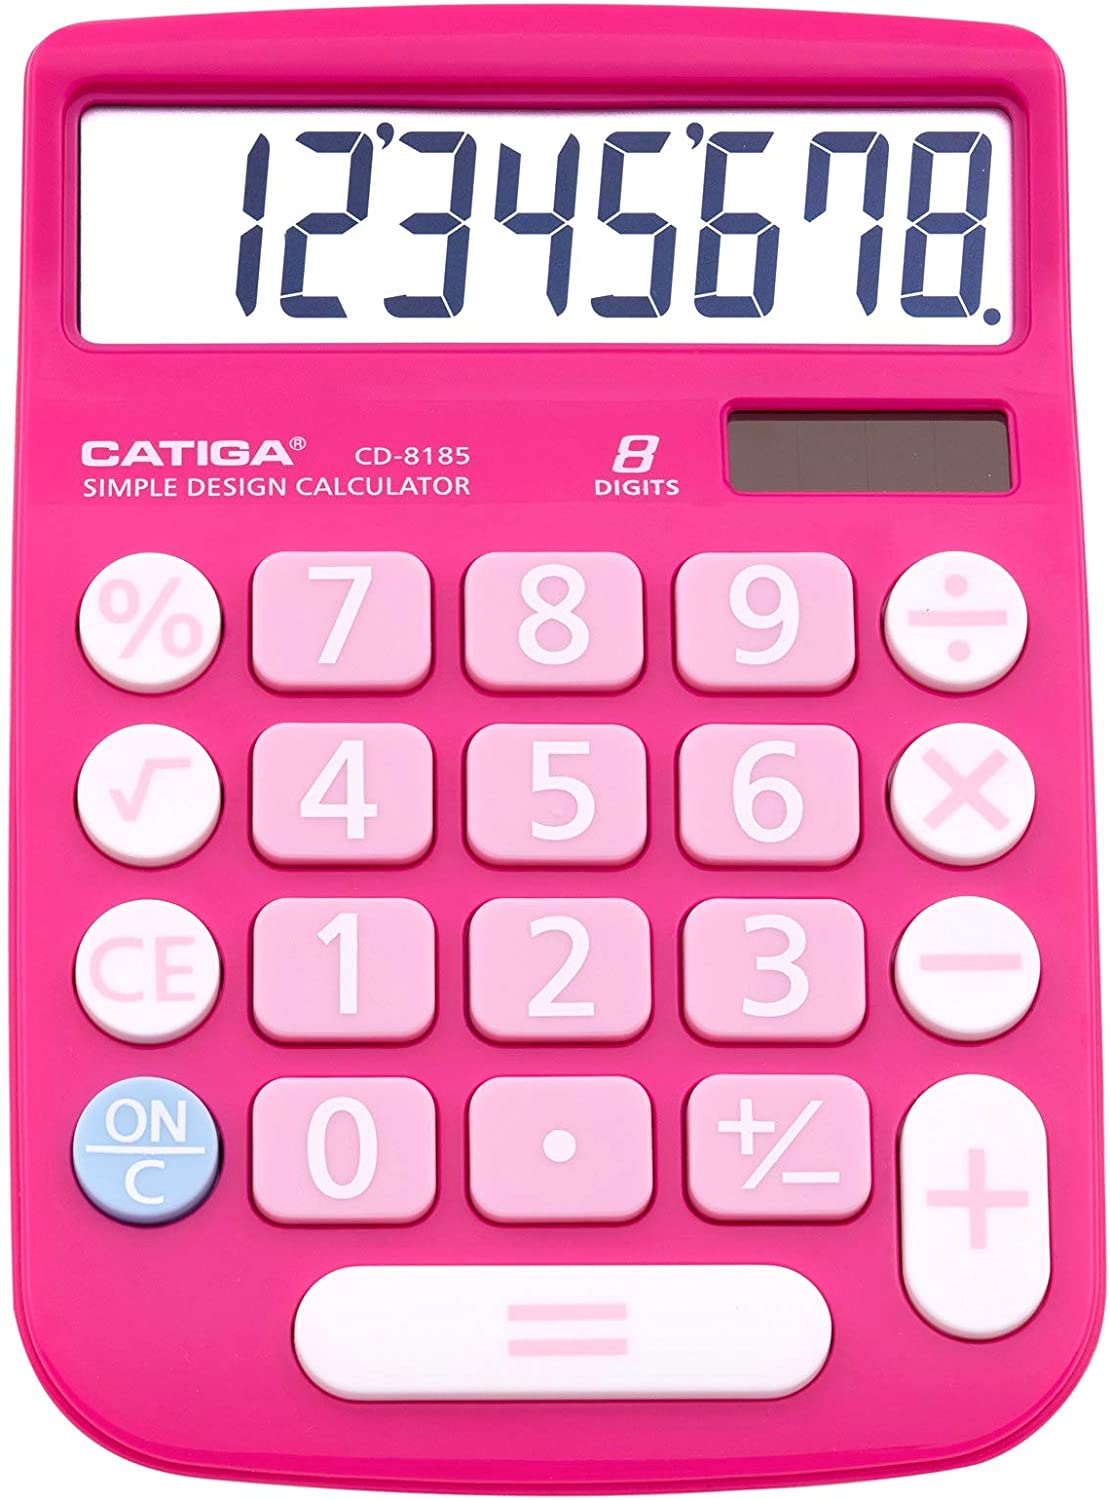 12'345'678.
CATIGA® CD-8185 8
SIMPLE DESIGN CALCULATOR DIGITS
% 7 8 9 ÷
√ 4 5 6 ×
CE 1 2 3 −
ON/C 0 . +/− +
=